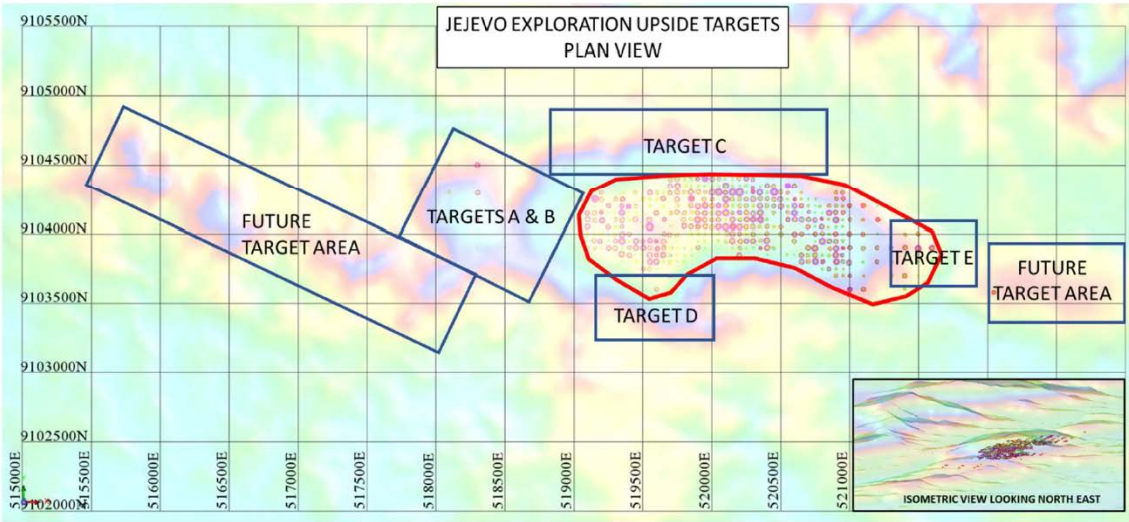 JEJEVO EXPLORATION UPSIDE TARGETS
PLAN VIEW
9105500N
9105000N
9104500N
9104000N
9103500N
9103000N
9102500N
9102000N
TARGET C
TARGETS A & B
FUTURE
TARGET AREA
TARGET E
FUTURE
TARGET AREA
TARGET D
515000E
515500E
516000E
516500E
517000E
517500E
518000E
518500E
519000E
519500E
520000E
520500E
521000E
ISOMETRIC VIEW LOOKING NORTH EAST